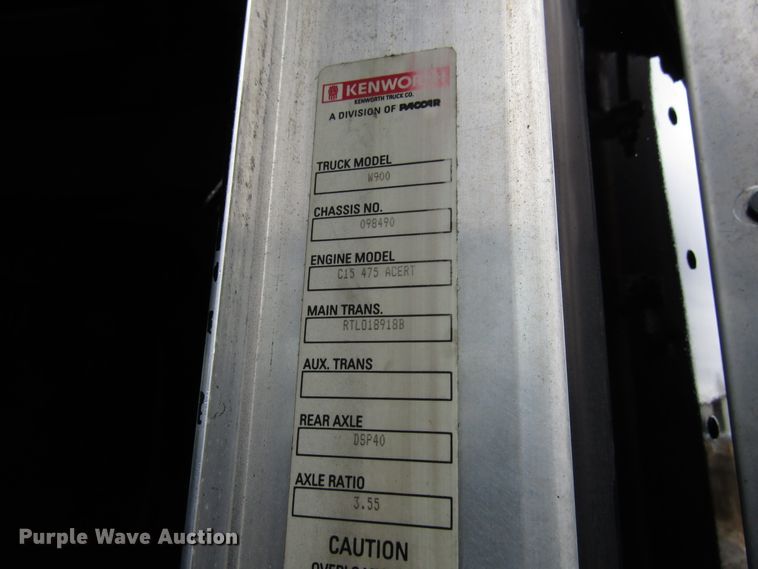 KENWORTH
KENWORTH TRUCK CO.
A DIVISION OF PACCAR
TRUCK MODEL
W900
CHASSIS NO.
098490
ENGINE MODEL
C15 475 ACERT
MAIN TRANS.
RTLO18918B
AUX. TRANS
REAR AXLE
DSP40
AXLE RATIO
3.55
CAUTION
Purple Wave Auction